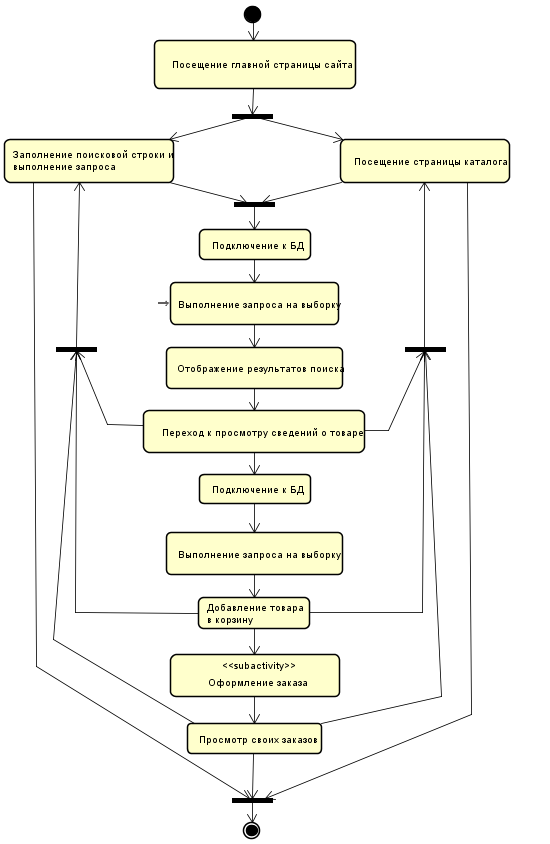 Посещение главной страницы сайта
Заполнение поисковой строки и
выполнение запроса
Посещение страницы каталога
Подключение к БД
Выполнение запроса на выборку
Отображение результатов поиска
Переход к просмотру сведений о товаре
Подключение к БД
Выполнение запроса на выборку
Добавление товара
в корзину
<<subactivity>>
Оформление заказа
Просмотр своих заказов